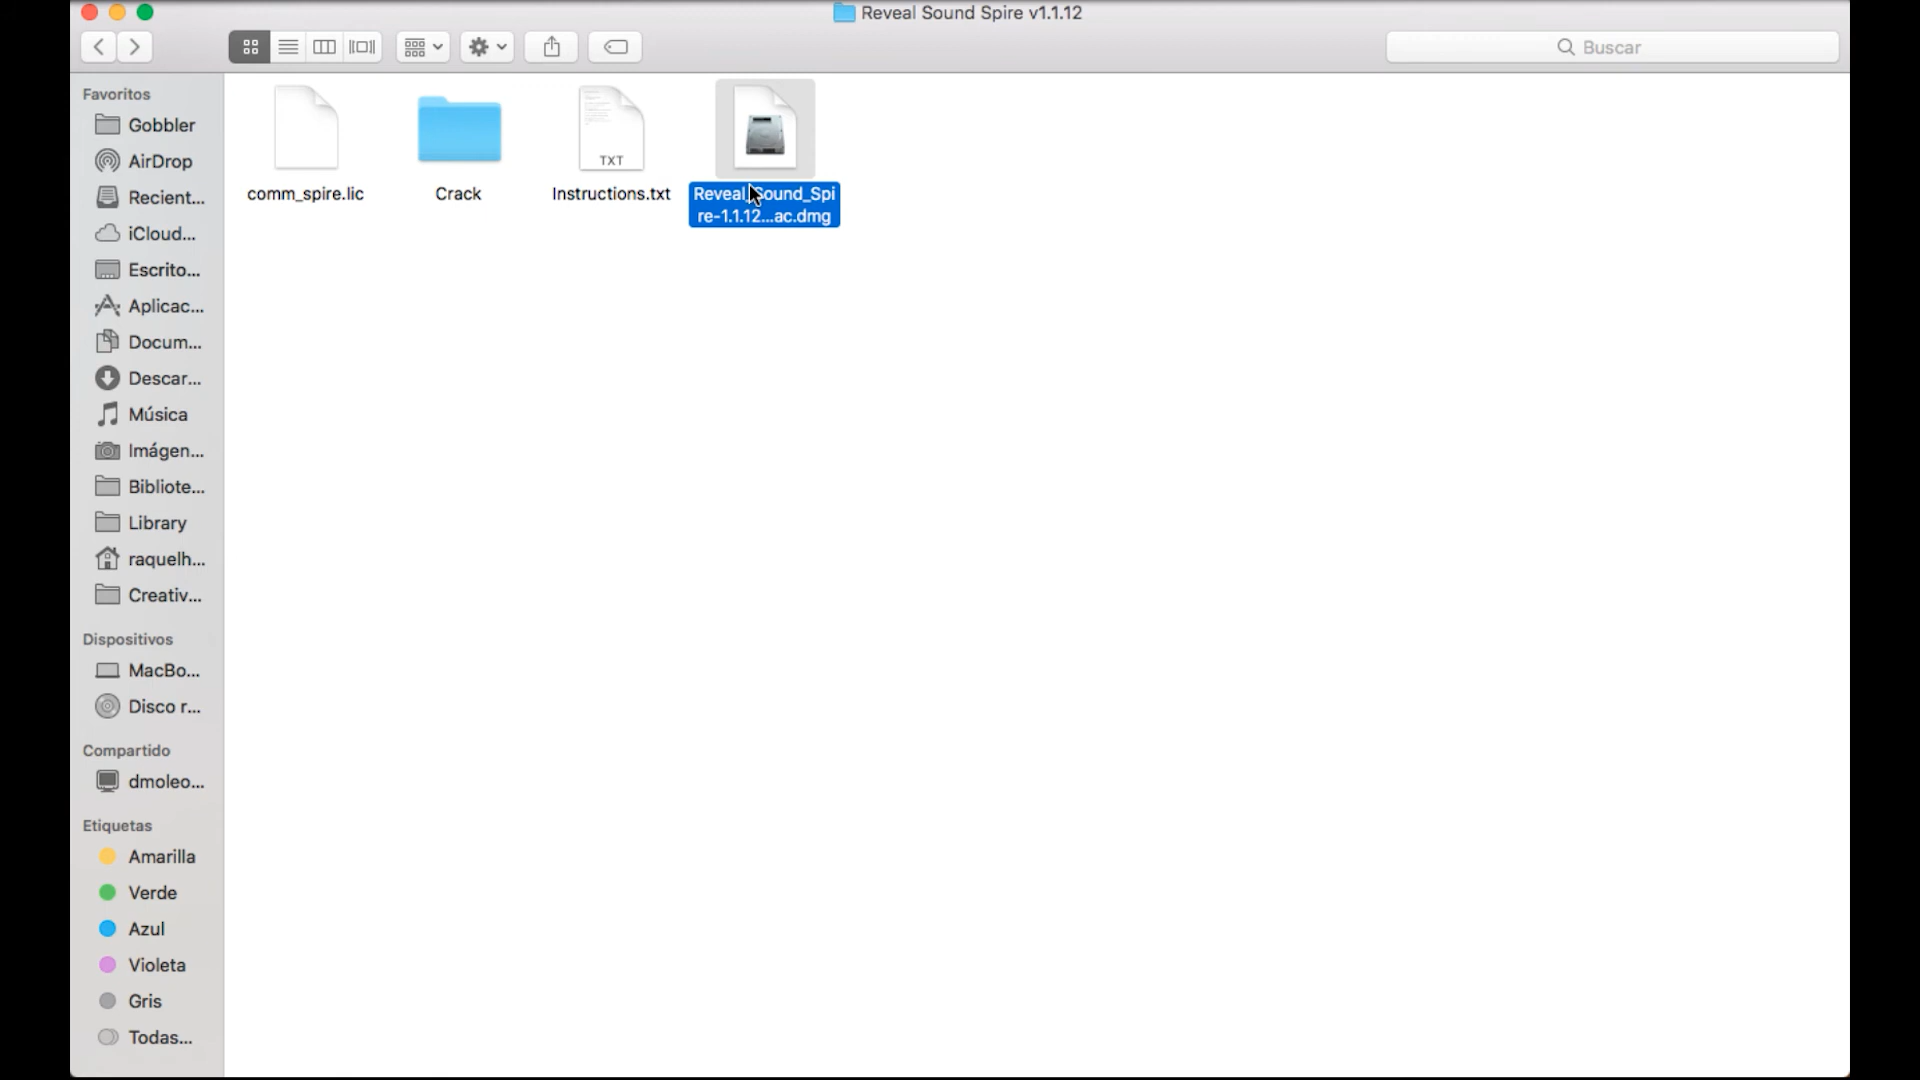 Reveal Sound Spire v1.1.12
Buscar
Favoritos
Gobbler
AirDrop
Recient...
iCloud...
Escrito...
Aplicac...
Docum...
Descar...
Música
Imágen...
Bibliote...
Library
raquelh...
Creativ...
Dispositivos
MacBo...
Disco r...
Compartido
dmoleo...
Etiquetas
Amarilla
Verde
Azul
Violeta
Gris
Todas...
comm_spire.lic
Crack
TXT
Instructions.txt
Reveal_Sound_Spi
re-1.1.12...ac.dmg